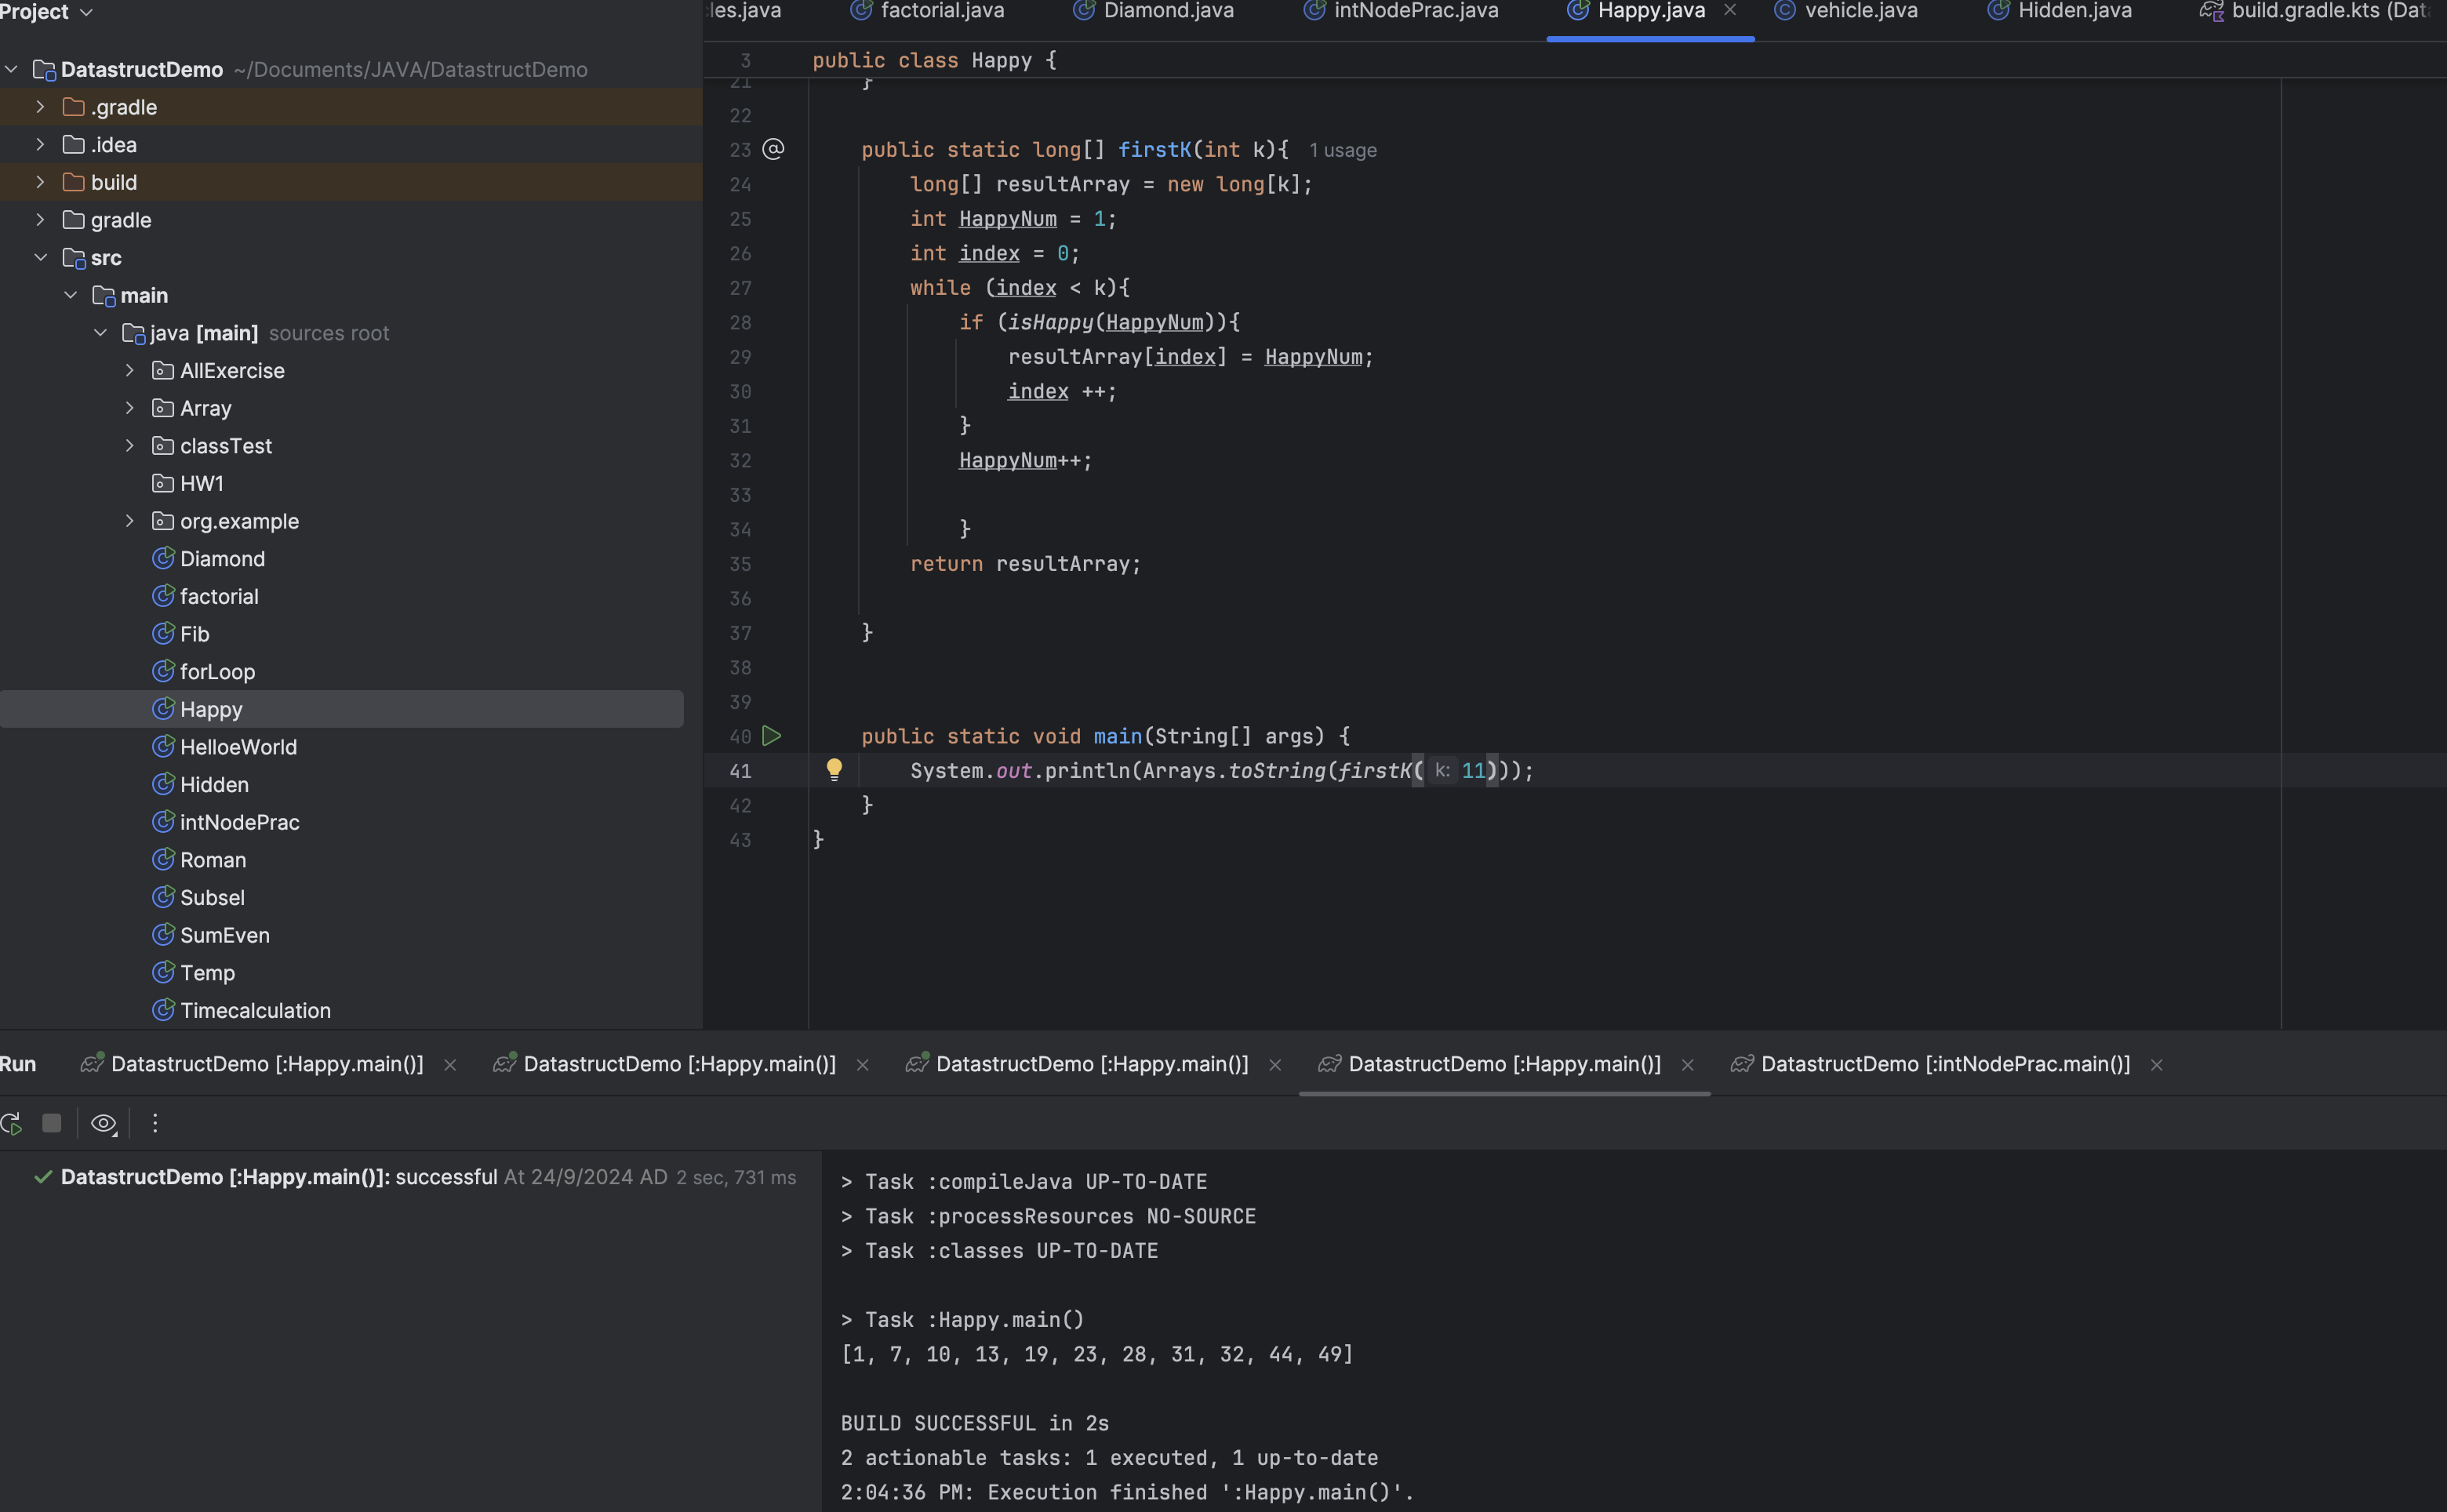 Project
DatastructDemo ~/Documents/JAVA/DatastructDemo
.gradle
.idea
build
gradle
src
main
java [main] sources root
AllExercise
Array
classTest
HW1
org.example
Diamond
factorial
Fib
forLoop
Happy
HelloeWorld
Hidden
intNodePrac
Roman
Subsel
SumEven
Temp
Timecalculation
les.java factorial.java Diamond.java intNodePrac.java Happy.java vehicle.java Hidden.java build.gradle.kts (Dat
3 public class Happy {
21 }
22
23 public static long[] firstK(int k){ 1 usage
24 long[] resultArray = new long[k];
25 int HappyNum = 1;
26 int index = 0;
27 while (index < k){
28 if (isHappy(HappyNum)){
29 resultArray[index] = HappyNum;
30 index ++;
31 }
32 HappyNum++;
33
34 }
35 return resultArray;
36
37 }
38
39
40 public static void main(String[] args) {
41 System.out.println(Arrays.toString(firstK( k: 11)));
42 }
43 }
Run DatastructDemo [:Happy.main()] DatastructDemo [:Happy.main()] DatastructDemo [:Happy.main()] DatastructDemo [:Happy.main()] DatastructDemo [:intNodePrac.main()]
DatastructDemo [:Happy.main()]: successful At 24/9/2024 AD 2 sec, 731 ms
> Task :compileJava UP-TO-DATE
> Task :processResources NO-SOURCE
> Task :classes UP-TO-DATE
> Task :Happy.main()
[1, 7, 10, 13, 19, 23, 28, 31, 32, 44, 49]
BUILD SUCCESSFUL in 2s
2 actionable tasks: 1 executed, 1 up-to-date
2:04:36 PM: Execution finished ':Happy.main()'.